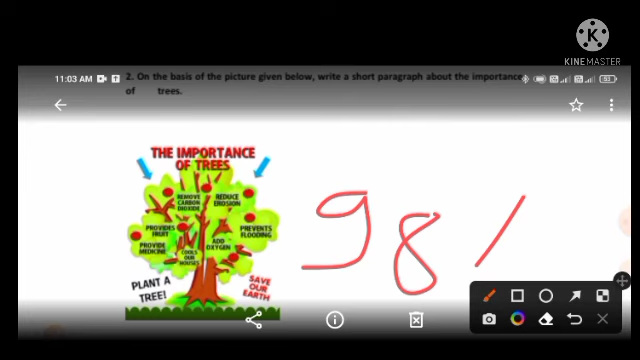 K
KINEMASTER
11:03 AM
53
2. On the basis of the picture given below, write a short paragraph about the importance
of trees.
THE IMPORTANCE
OF TREES
REMOVE
CARBON
DIOXIDE
REDUCE
EROSION
PROVIDES
FRUIT
PREVENTS
FLOODING
PROVIDE
MEDICINE
ADD
OXYGEN
COOLS
OUR
HOUSES
PLANT A
TREE!
SAVE
OUR
EARTH
98 /